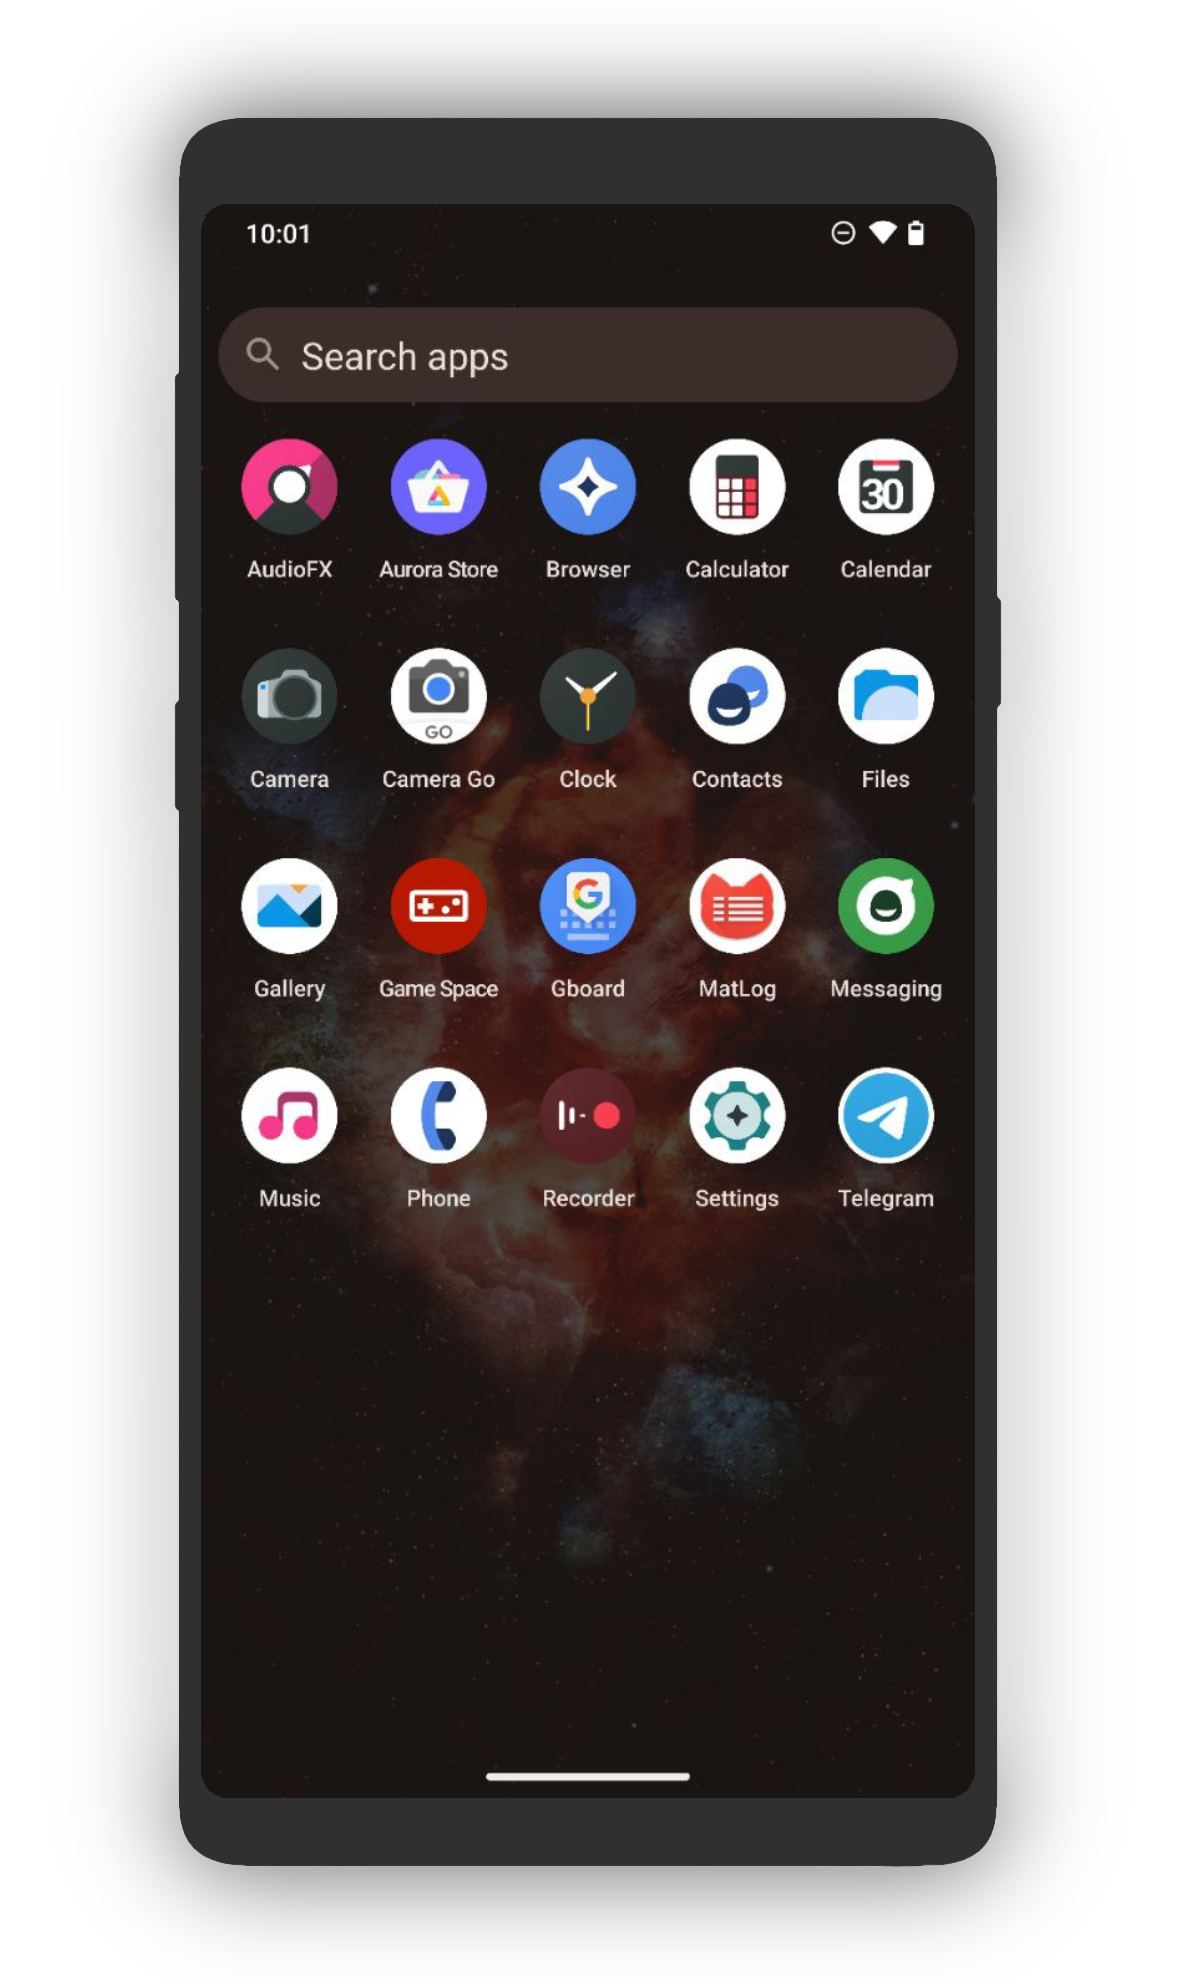 10:01
Search apps
AudioFX
Aurora Store
Browser
Calculator
30
Calendar
Camera
GO
Camera Go
Clock
Contacts
Files
Gallery
Game Space
G
Gboard
MatLog
Messaging
Music
Phone
Recorder
Settings
Telegram